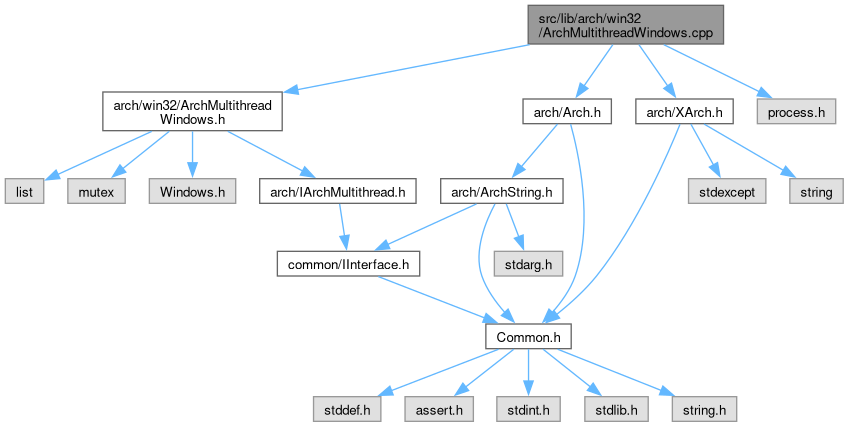 src/lib/arch/win32
/ArchMultithreadWindows.cpp
arch/win32/ArchMultithread
Windows.h
arch/Arch.h
arch/XArch.h
process.h
list
mutex
Windows.h
arch/IArchMultithread.h
arch/ArchString.h
stdexcept
string
common/IInterface.h
stdarg.h
Common.h
stddef.h
assert.h
stdint.h
stdlib.h
string.h